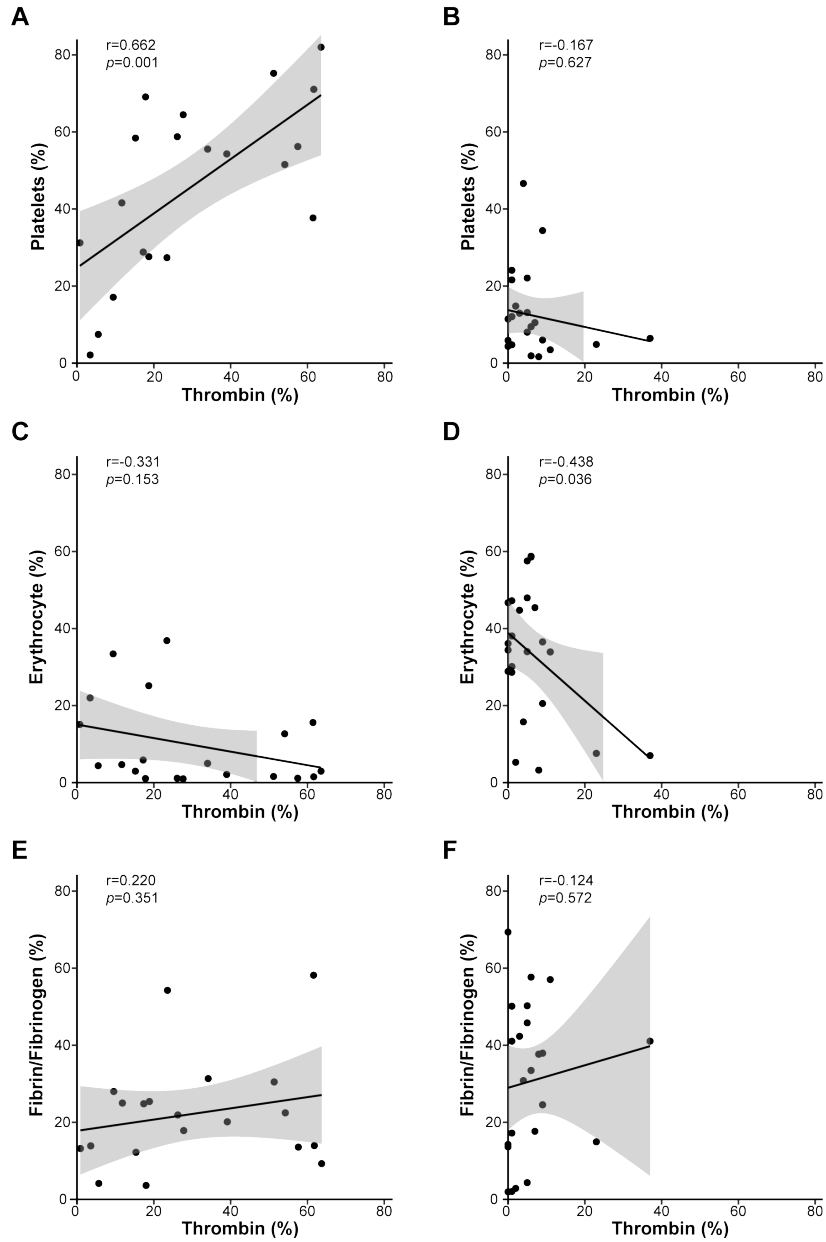 A
r=0.662
p=0.001
80
60
40
20
0
Platelets (%)
0 20 40 60 80
Thrombin (%)
B
r=-0.167
p=0.627
80
60
40
20
0
Platelets (%)
0 20 40 60 80
Thrombin (%)
C
r=-0.331
p=0.153
80
60
40
20
0
Erythrocyte (%)
0 20 40 60 80
Thrombin (%)
D
r=-0.438
p=0.036
80
60
40
20
0
Erythrocyte (%)
0 20 40 60 80
Thrombin (%)
E
r=0.220
p=0.351
80
60
40
20
0
Fibrin/Fibrinogen (%)
0 20 40 60 80
Thrombin (%)
F
r=-0.124
p=0.572
80
60
40
20
0
Fibrin/Fibrinogen (%)
0 20 40 60 80
Thrombin (%)